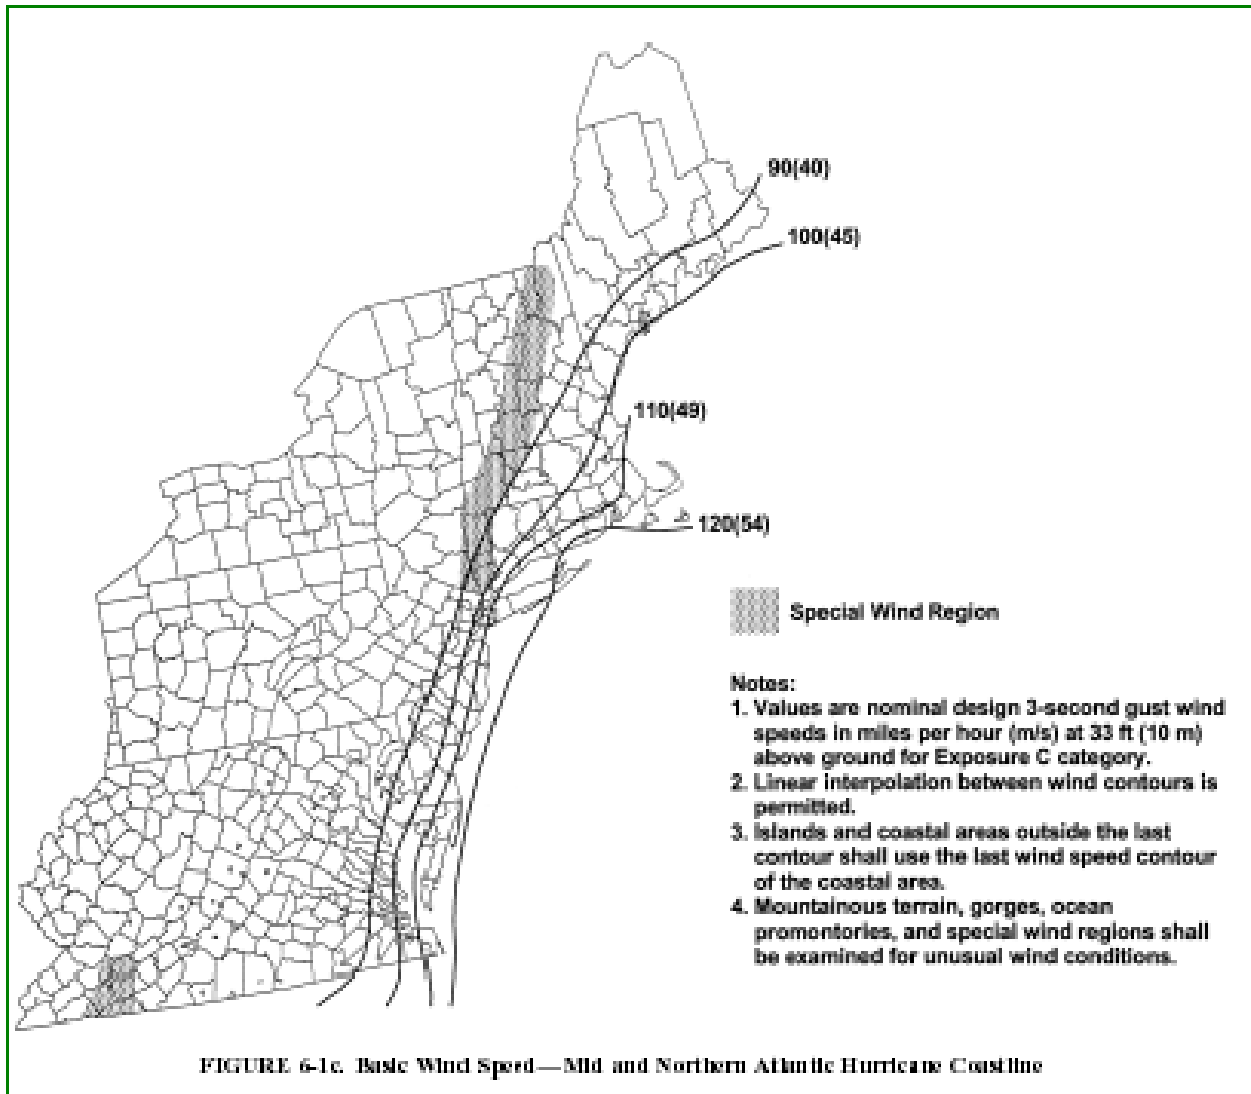 90(40)
100(45)
110(49)
120(54)
Special Wind Region
Notes:
1. Values are nominal design 3-second gust wind
speeds in miles per hour (m/s) at 33 ft (10 m)
above ground for Exposure C category.
2. Linear interpolation between wind contours is
permitted.
3. Islands and coastal areas outside the last
contour shall use the last wind speed contour
of the coastal area.
4. Mountainous terrain, gorges, ocean
promontories, and special wind regions shall
be examined for unusual wind conditions.
FIGURE 6-1c. Basic Wind Speed—Mid and Northern Atlantic Hurricane Coastline